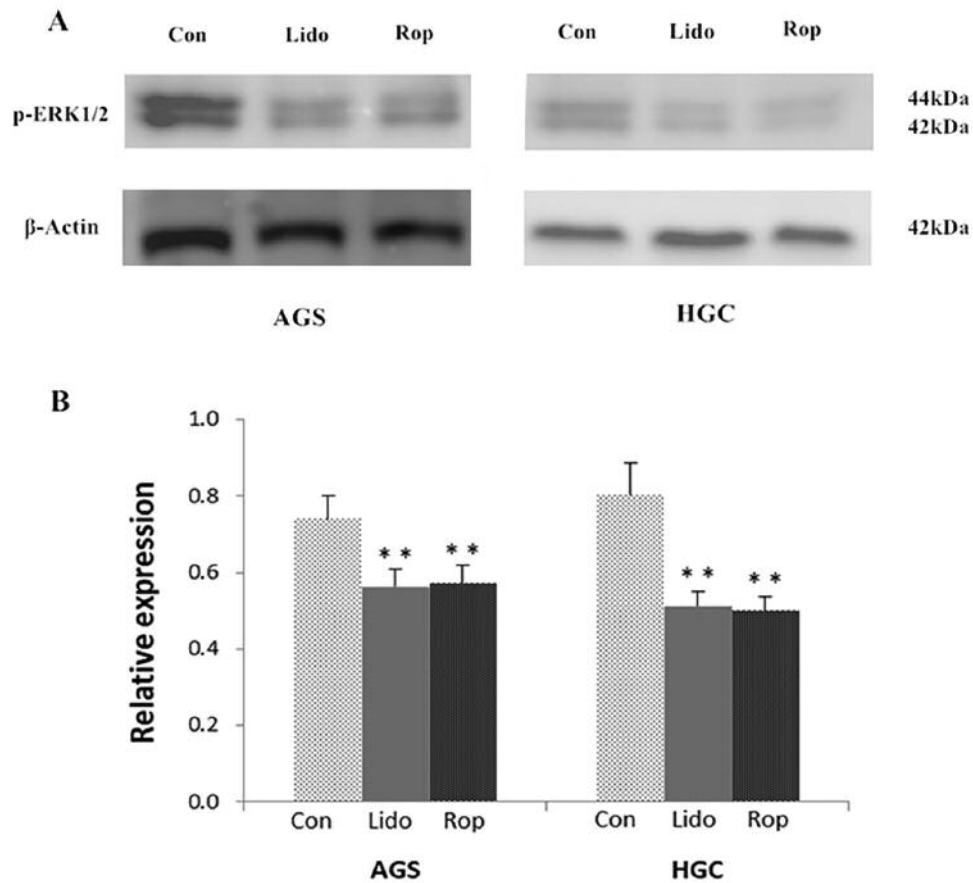 A
Con Lido Rop Con Lido Rop
p-ERK1/2
44kDa
42kDa
β-Actin
42kDa
AGS HGC
B
Relative expression
1.0
0.8
0.6
0.4
0.2
0.0
** ** ** **
Con Lido Rop Con Lido Rop
AGS HGC